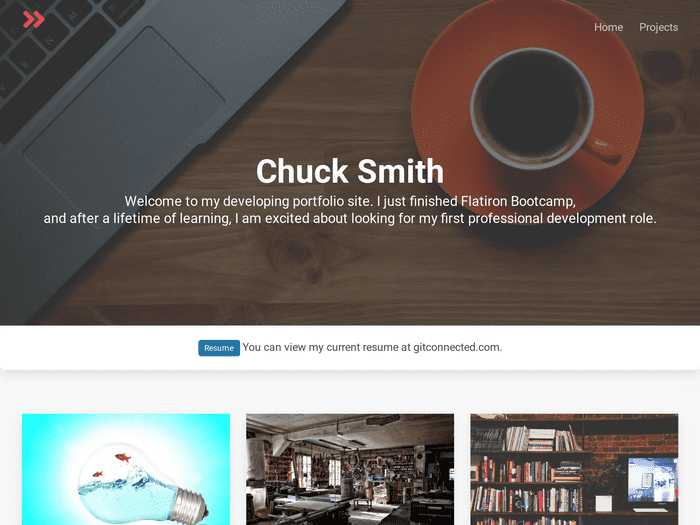 Home Projects
Chuck Smith
Welcome to my developing portfolio site. I just finished Flatiron Bootcamp,
and after a lifetime of learning, I am excited about looking for my first professional development role.
Resume You can view my current resume at gitconnected.com.